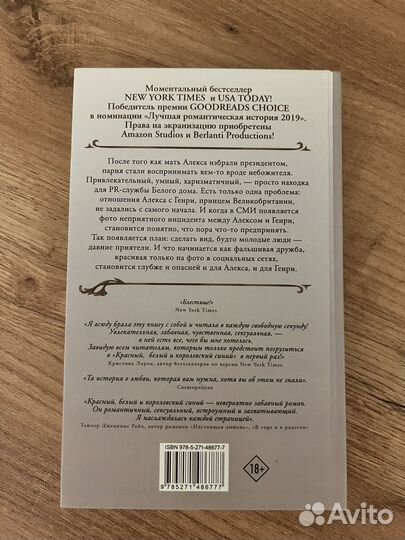 Моментальный бестселлер
NEW YORK TIMES и USA TODAY!
Победитель премии GOODREADS CHOICE
в номинации «Лучшая романтическая история 2019».
Права на экранизацию приобретены
Amazon Studios и Berlanti Productions!
После того как мать Алекса избрали президентом,
парня стали воспринимать кем-то вроде небожителя.
Привлекательный, умный, харизматичный, — просто находка
для PR-службы Белого дома. Есть только одна проблема:
отношения Алекса с Генри, принцем Великобритании,
не задались с самого начала. И когда в СМИ появляется
фото неприятного инцидента между Алексом и Генри,
становится понятно, что пора что-то предпринять.
Так появляется план: сделать вид, будто молодые люди —
давние приятели. И что начинается как фальшивая дружба,
красивая только на фото в социальных сетях,
становится глубже и опасней и для Алекса, и для Генри.
«Блестяще!»
New York Times
«Я всюду брала эту книгу с собой и читала в каждую свободную секунду!
Увлекательная, забавная, чувственная, сексуальная, —
в ней есть все, чего бы мне хотелось.
Завидую всем читателям, которым только предстоит погрузиться
в «Красный, белый и королевский синий» в первый раз!»
Кристина Лорен, автор бестселлеров по версии New York Times
«Та история о любви, которая вам нужна, хотя вы об этом не знали».
Cosmopolitan
«Красный, белый и королевский синий — невероятно забавный роман.
Он романтичный, сексуальный, остроумный и захватывающий.
Я наслаждалась каждой страницей».
Тейлор Дженкинс Рейд, автор романов «Настоящая любовь», «В горе и в радости»
ISBN 978-5-271-48677-7
9 785271 486777
18+
Avito